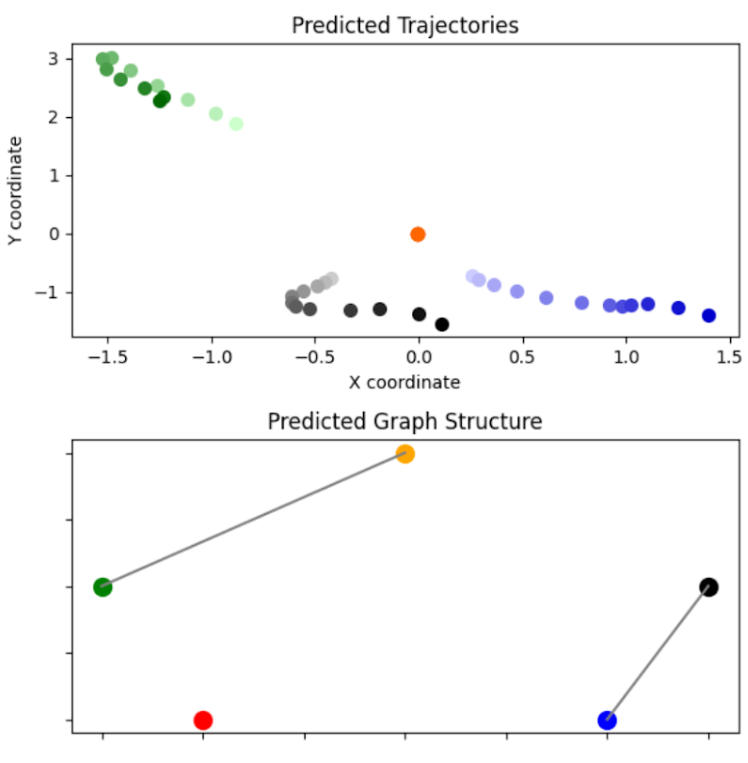 Predicted Trajectories
3
2
1
0
−1
Y coordinate
−1.5 −1.0 −0.5 0.0 0.5 1.0 1.5
X coordinate
Predicted Graph Structure